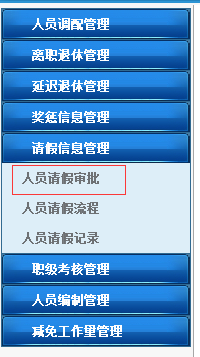 人员调配管理
离职退休管理
延迟退休管理
奖惩信息管理
请假信息管理
人员请假审批
人员请假流程
人员请假记录
职级考核管理
人员编制管理
减免工作量管理